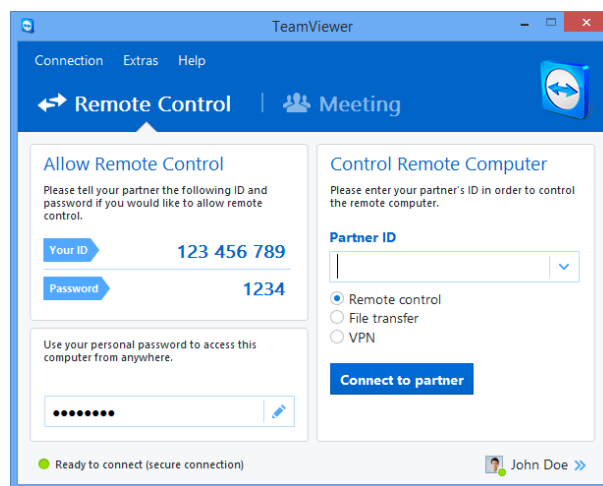 TeamViewer
Connection Extras Help
Remote Control Meeting
Allow Remote Control
Please tell your partner the following ID and
password if you would like to allow remote
control.
Your ID 123 456 789
Password 1234
Use your personal password to access this
computer from anywhere.
••••••••
Control Remote Computer
Please enter your partner's ID in order to control
the remote computer.
Partner ID
Remote control
File transfer
VPN
Connect to partner
Ready to connect (secure connection)
John Doe